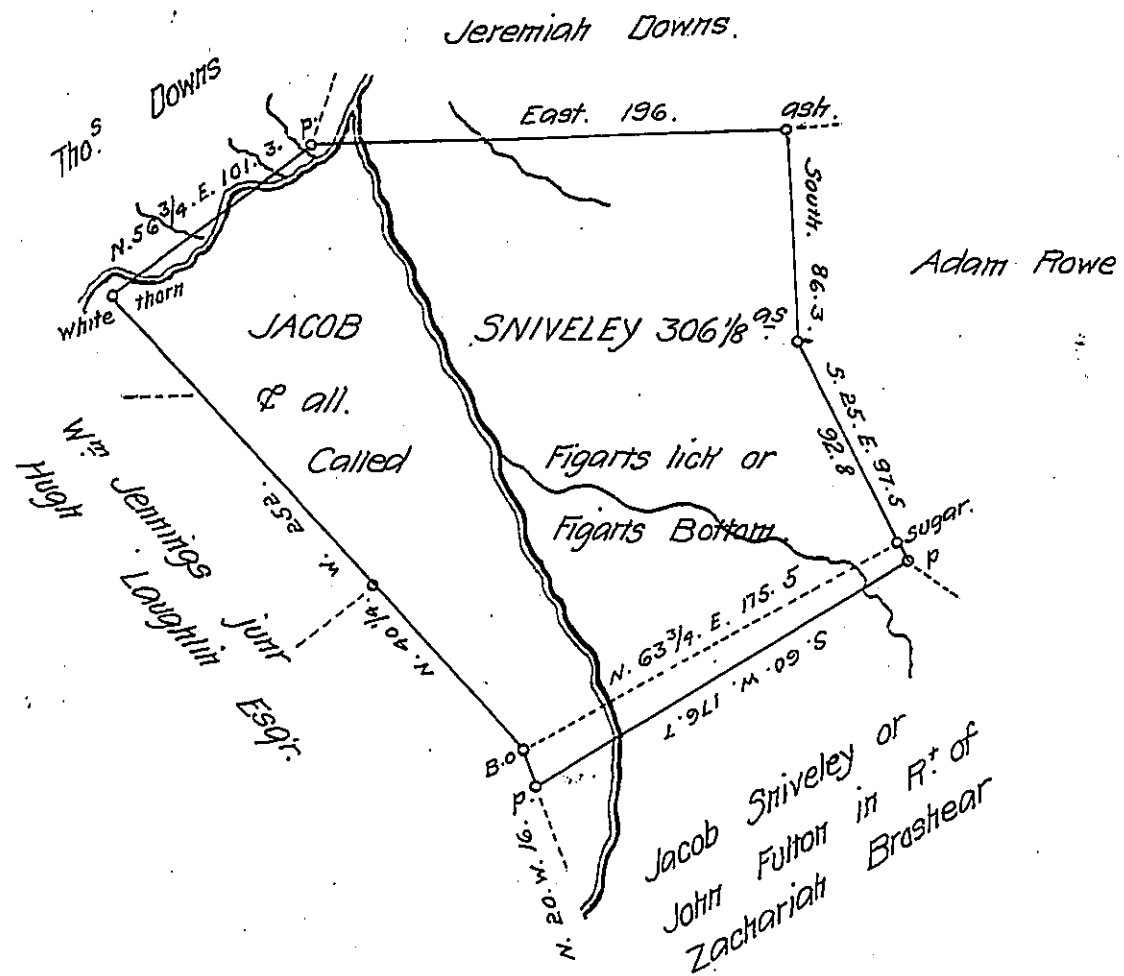 Jeremiah Downs.
Tho.s Downs
P.
East. 196.
ash.
N. 56 3/4. E. 101. 3.
South. 86.3.
Adam Rowe
white thorn
JACOB SNIVELEY 306 1/8 as
& all.
Called Figarts lick or
Figarts Bottom.
S. 25. E. 97.5
92.8
sugar.
P
Wm Jennings junr
Hugh Laughlin Esqr.
N. 40 1/4. W. 252.
N. 63 3/4. E. 175. 5
S. 60. W. 176.7
B.O
P.
N. 20. W. 16.
Jacob Sniveley or
John Fulton in Rt. of
Zachariah Brashear